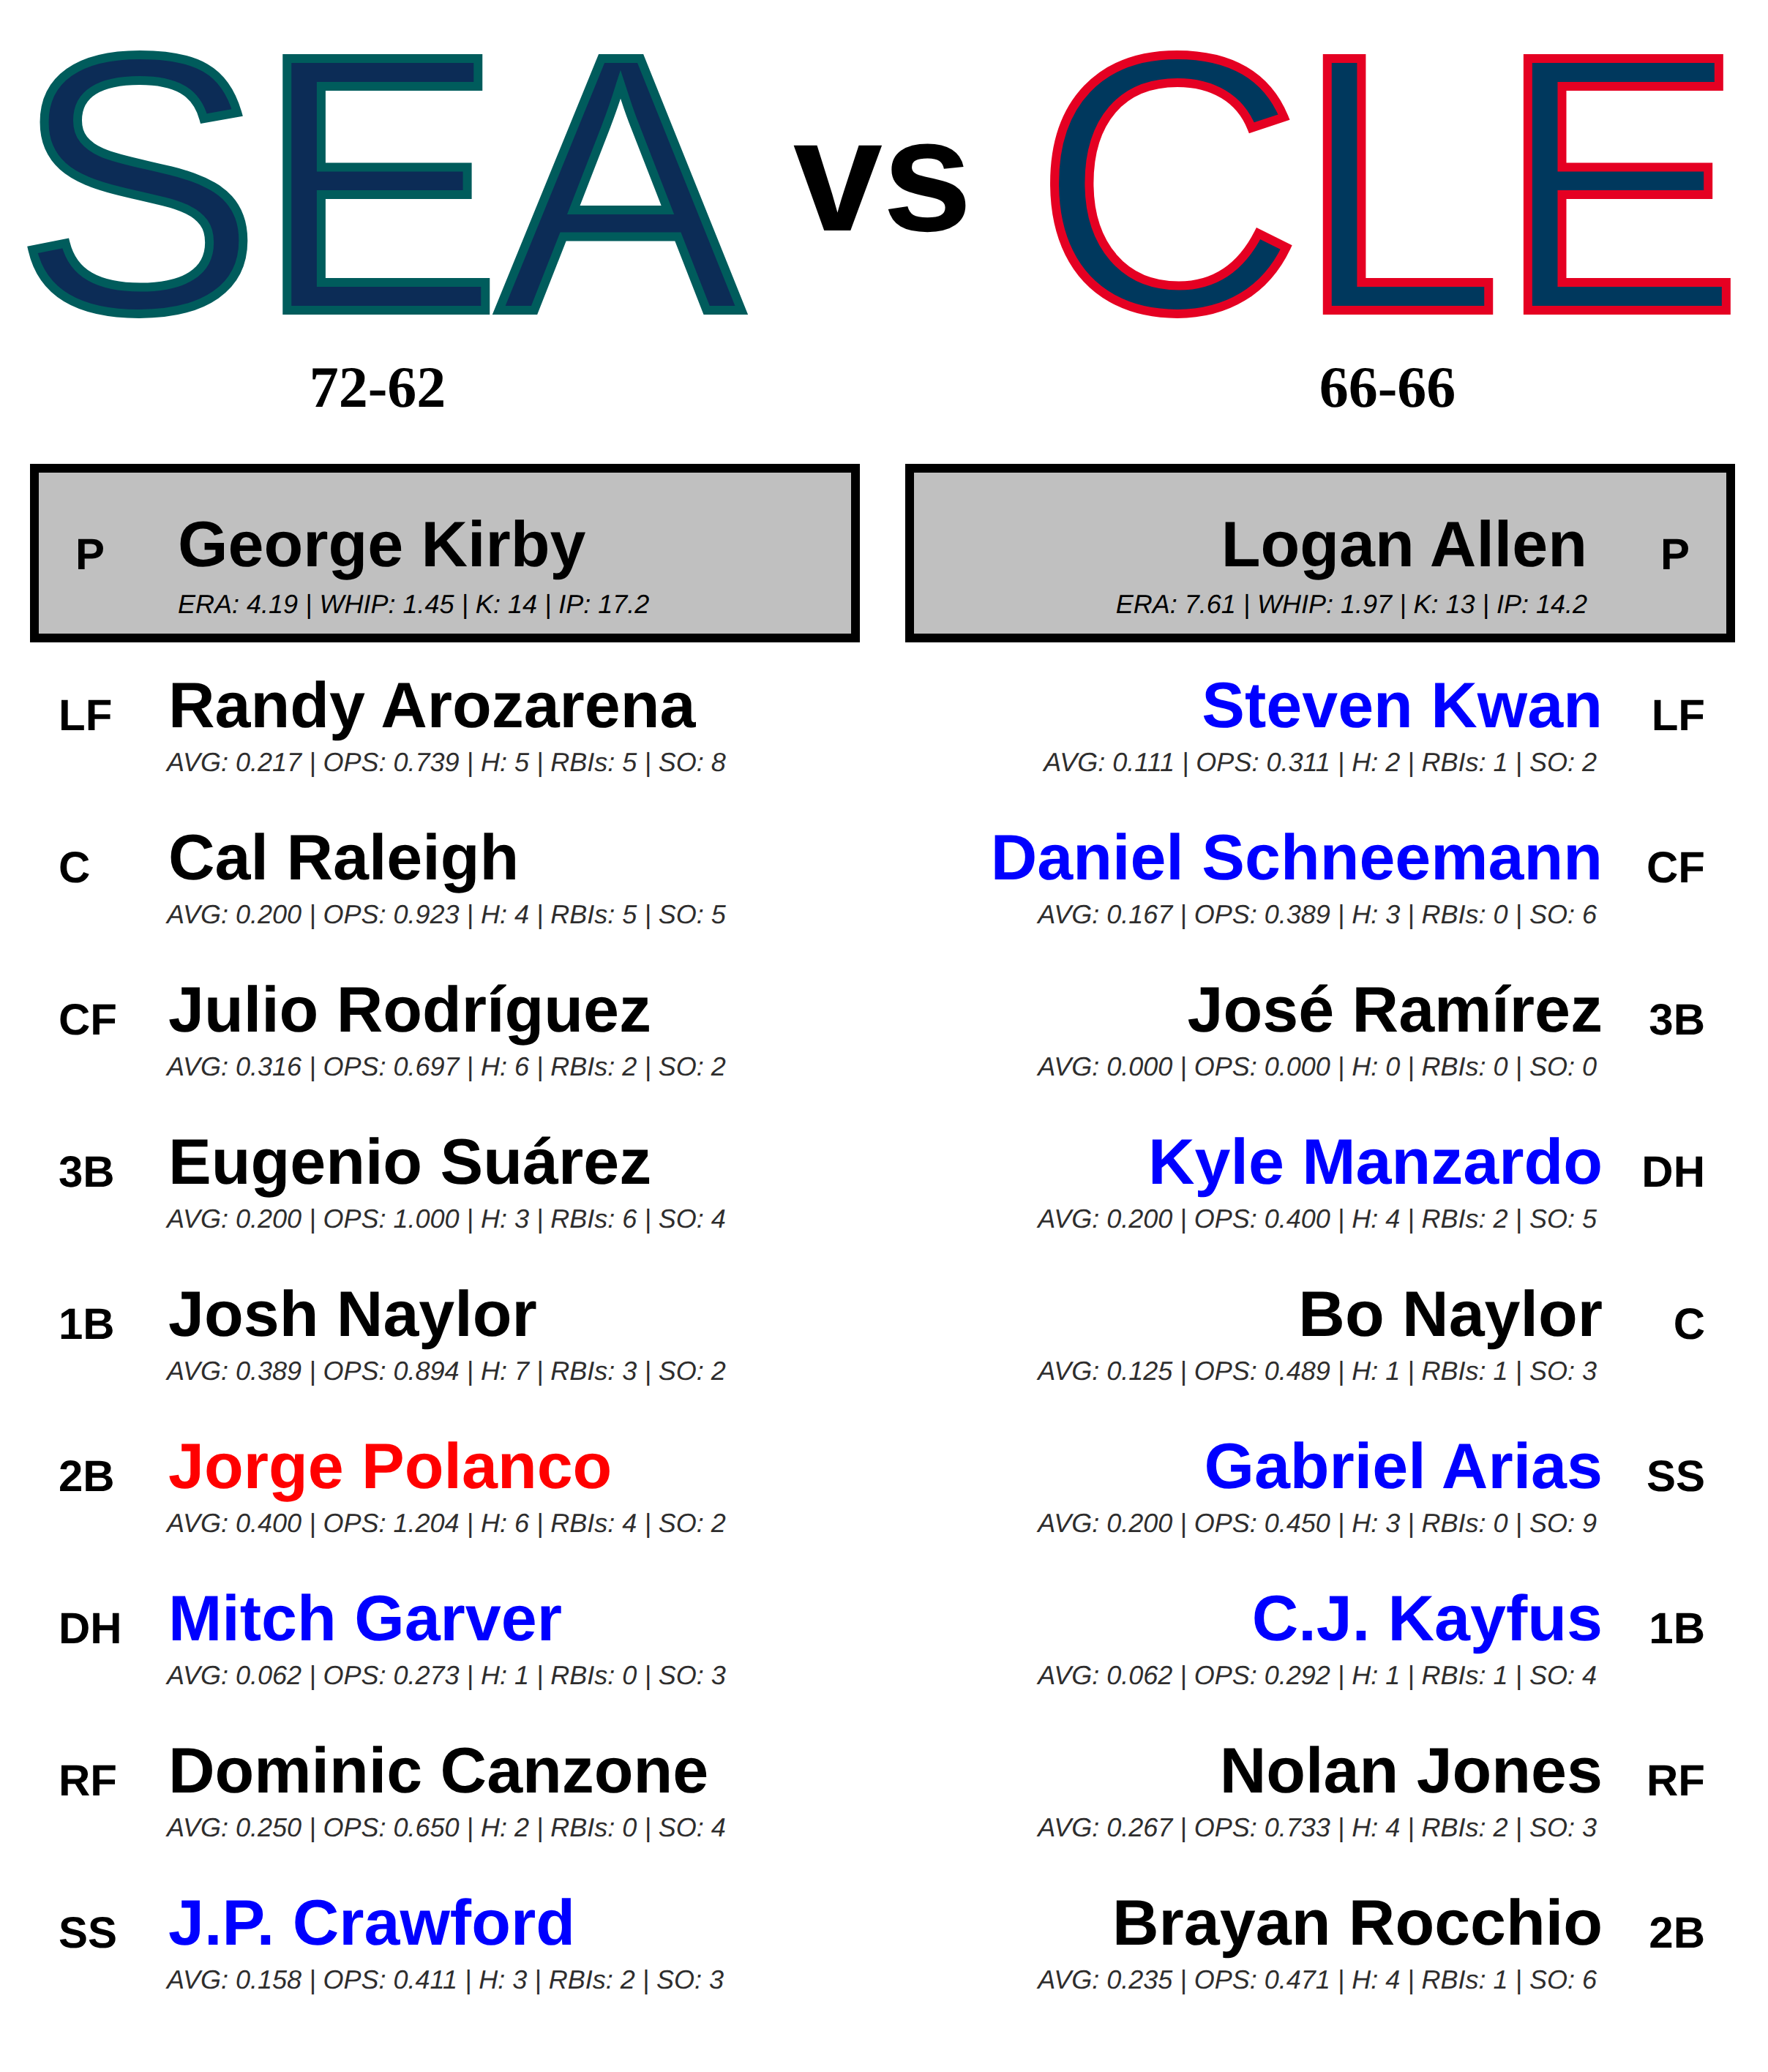 SEA vs CLE
72-62 66-66
P George Kirby Logan Allen P
ERA: 4.19 | WHIP: 1.45 | K: 14 | IP: 17.2 ERA: 7.61 | WHIP: 1.97 | K: 13 | IP: 14.2
LF Randy Arozarena Steven Kwan LF
AVG: 0.217 | OPS: 0.739 | H: 5 | RBIs: 5 | SO: 8 AVG: 0.111 | OPS: 0.311 | H: 2 | RBIs: 1 | SO: 2
C Cal Raleigh Daniel Schneemann CF
AVG: 0.200 | OPS: 0.923 | H: 4 | RBIs: 5 | SO: 5 AVG: 0.167 | OPS: 0.389 | H: 3 | RBIs: 0 | SO: 6
CF Julio Rodríguez José Ramírez 3B
AVG: 0.316 | OPS: 0.697 | H: 6 | RBIs: 2 | SO: 2 AVG: 0.000 | OPS: 0.000 | H: 0 | RBIs: 0 | SO: 0
3B Eugenio Suárez Kyle Manzardo DH
AVG: 0.200 | OPS: 1.000 | H: 3 | RBIs: 6 | SO: 4 AVG: 0.200 | OPS: 0.400 | H: 4 | RBIs: 2 | SO: 5
1B Josh Naylor Bo Naylor C
AVG: 0.389 | OPS: 0.894 | H: 7 | RBIs: 3 | SO: 2 AVG: 0.125 | OPS: 0.489 | H: 1 | RBIs: 1 | SO: 3
2B Jorge Polanco Gabriel Arias SS
AVG: 0.400 | OPS: 1.204 | H: 6 | RBIs: 4 | SO: 2 AVG: 0.200 | OPS: 0.450 | H: 3 | RBIs: 0 | SO: 9
DH Mitch Garver C.J. Kayfus 1B
AVG: 0.062 | OPS: 0.273 | H: 1 | RBIs: 0 | SO: 3 AVG: 0.062 | OPS: 0.292 | H: 1 | RBIs: 1 | SO: 4
RF Dominic Canzone Nolan Jones RF
AVG: 0.250 | OPS: 0.650 | H: 2 | RBIs: 0 | SO: 4 AVG: 0.267 | OPS: 0.733 | H: 4 | RBIs: 2 | SO: 3
SS J.P. Crawford Brayan Rocchio 2B
AVG: 0.158 | OPS: 0.411 | H: 3 | RBIs: 2 | SO: 3 AVG: 0.235 | OPS: 0.471 | H: 4 | RBIs: 1 | SO: 6